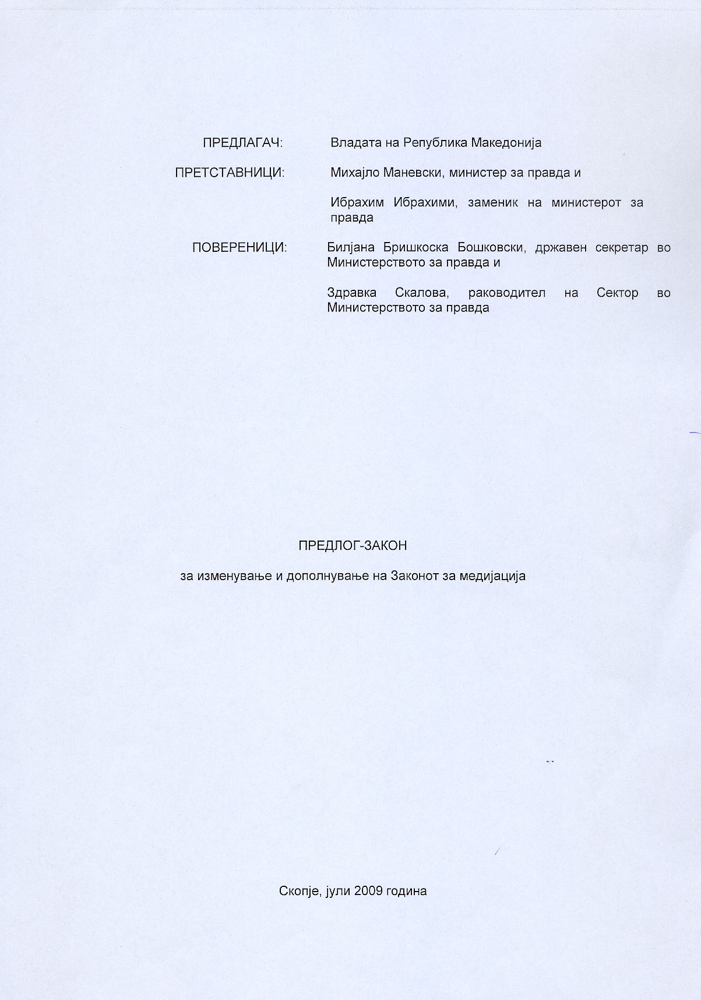 ПРЕДЛАГАЧ: Владата на Република Македонија
ПРЕТСТАВНИЦИ: Михајло Маневски, министер за правда и
Ибрахим Ибрахими, заменик на министерот за
правда
ПОВЕРЕНИЦИ: Билјана Бришкоска Бошковски, државен секретар во
Министерството за правда и
Здравка Скалова, раководител на Сектор во
Министерството за правда
ПРЕДЛОГ-ЗАКОН
за изменување и дополнување на Законот за медијација
Скопје, јули 2009 година